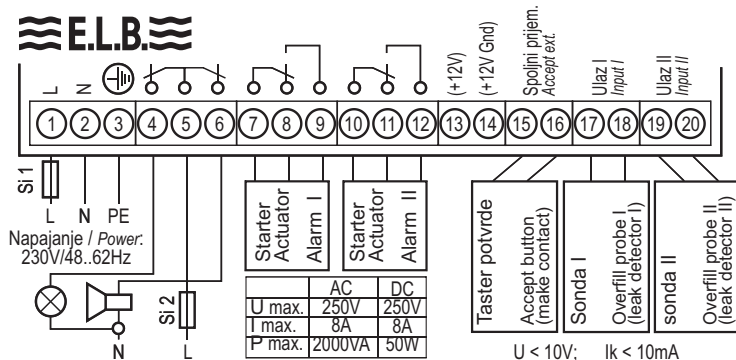 E.L.B.
L
N
(+12V)
(+12V Gnd)
Spoljni prijem.
Accept ext.
Ulaz I
Input I
Ulaz II
Input II
1 2 3 4 5 6 7 8 9 10 11 12 13 14 15 16 17 18 19 20
Si 1
L N PE
Napajanje / Power:
230V/48..62Hz
Si 2
N
L
Starter
Actuator
Alarm I
Starter
Actuator
Alarm II
AC DC
U max. 250V 250V
I max. 8A 8A
P max. 2000VA 50W
Taster potvrde
Accept button
(make contact)
Sonda I
Overfill probe I
(leak detector I)
sonda II
Overfill probe II
(leak detector II)
U < 10V; Ik < 10mA